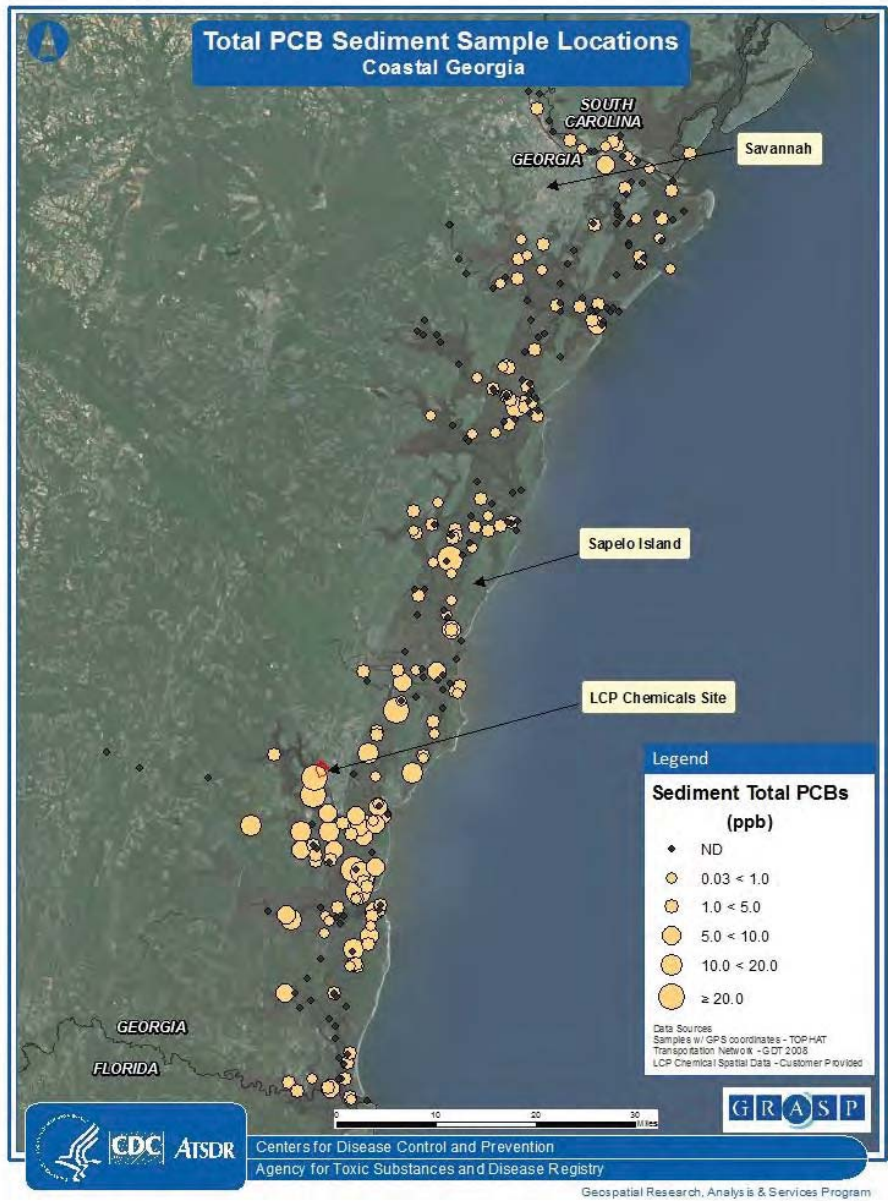 Total PCB Sediment Sample Locations
Coastal Georgia
SOUTH
CAROLINA
GEORGIA
Savannah
Sapelo Island
LCP Chemicals Site
Legend
Sediment Total PCBs
(ppb)
ND
0.03 < 1.0
1.0 < 5.0
5.0 < 10.0
10.0 < 20.0
≥ 20.0
Data Sources
Samples w/ GPS coordinates - TOPHAT
Transportation Network - GDT 2008
LCP Chemical Spatial Data - Customer Provided
GEORGIA
FLORIDA
0 10 20 30
Miles
GRASP
CDC ATSDR
Centers for Disease Control and Prevention
Agency for Toxic Substances and Disease Registry
Geospatial Research, Analysis & Services Program